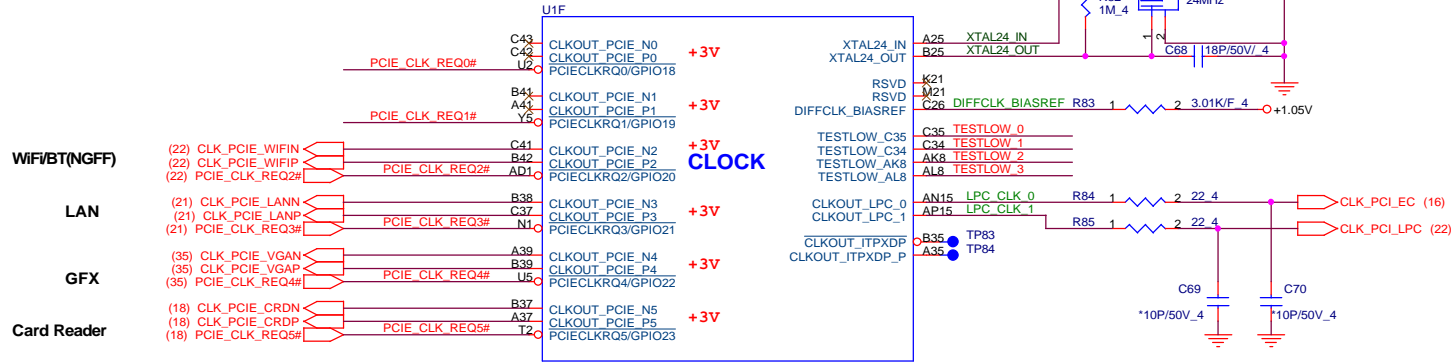 U1F
CLOCK
C43 CLKOUT_PCIE_N0
C42 CLKOUT_PCIE_P0
+3V
PCIE_CLK_REQ0# U2 PCIECLKRQ0/GPIO18
B41 CLKOUT_PCIE_N1
A41 CLKOUT_PCIE_P1
+3V
PCIE_CLK_REQ1# Y5 PCIECLKRQ1/GPIO19
+3V
WiFi/BT(NGFF)
(22) CLK_PCIE_WIFIN C41 CLKOUT_PCIE_N2
(22) CLK_PCIE_WIFIP B42 CLKOUT_PCIE_P2
(22) PCIE_CLK_REQ2# PCIE_CLK_REQ2# AD1 PCIECLKRQ2/GPIO20
LAN
(21) CLK_PCIE_LANN B38 CLKOUT_PCIE_N3
(21) CLK_PCIE_LANP C37 CLKOUT_PCIE_P3
+3V
(21) PCIE_CLK_REQ3# PCIE_CLK_REQ3# N1 PCIECLKRQ3/GPIO21
GFX
(35) CLK_PCIE_VGAN A39 CLKOUT_PCIE_N4
(35) CLK_PCIE_VGAP B39 CLKOUT_PCIE_P4
+3V
(35) PCIE_CLK_REQ4# PCIE_CLK_REQ4# U5 PCIECLKRQ4/GPIO22
Card Reader
(18) CLK_PCIE_CRDN B37 CLKOUT_PCIE_N5
(18) CLK_PCIE_CRDP A37 CLKOUT_PCIE_P5
+3V
(18) PCIE_CLK_REQ5# PCIE_CLK_REQ5# T2 PCIECLKRQ5/GPIO23
1M_4
24MHz
1
2
XTAL24_IN A25 XTAL24_IN
XTAL24_OUT B25 XTAL24_OUT
C68 18P/50V/_4
RSVD K21
RSVD M21
DIFFCLK_BIASREF C26 DIFFCLK_BIASREF R83 1 2 3.01K/F_4 +1.05V
TESTLOW_C35 C35 TESTLOW_0
TESTLOW_C34 C34 TESTLOW_1
TESTLOW_AK8 AK8 TESTLOW_2
TESTLOW_AL8 AL8 TESTLOW_3
CLKOUT_LPC_0 AN15 LPC_CLK_0 R84 1 2 22_4 CLK_PCI_EC (16)
CLKOUT_LPC_1 AP15 LPC_CLK_1 R85 1 2 22_4 CLK_PCI_LPC (22)
CLKOUT_ITPXDP B35 TP83
CLKOUT_ITPXDP_P A35 TP84
C69 C70
*10P/50V_4 *10P/50V_4